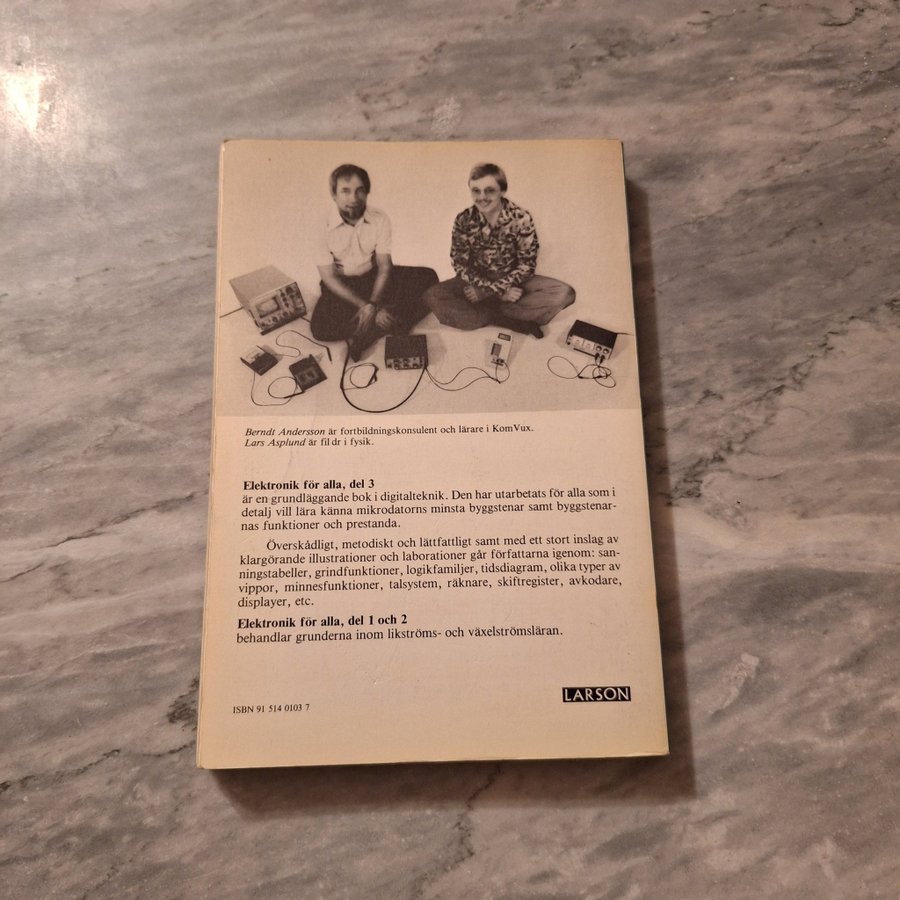 Berndt Andersson är fortbildningskonsulent och lärare i KomVux.
Lars Asplund är fil dr i fysik.
Elektronik för alla, del 3
är en grundläggande bok i digitalteknik. Den har utarbetats för alla som i
detalj vill lära känna mikrodatorns minsta byggstenar samt byggstenar-
nas funktioner och prestanda.
Överskådligt, metodiskt och lättfattligt samt med ett stort inslag av
klargörande illustrationer och laborationer går författarna igenom: san-
ningstabeller, grindfunktioner, logikfamiljer, tidsdiagram, olika typer av
vippor, minnesfunktioner, talsystem, räknare, skiftregister, avkodare,
displayer, etc.
Elektronik för alla, del 1 och 2
behandlar grunderna inom likströms- och växelströmsläran.
LARSON
ISBN 91 514 0103 7